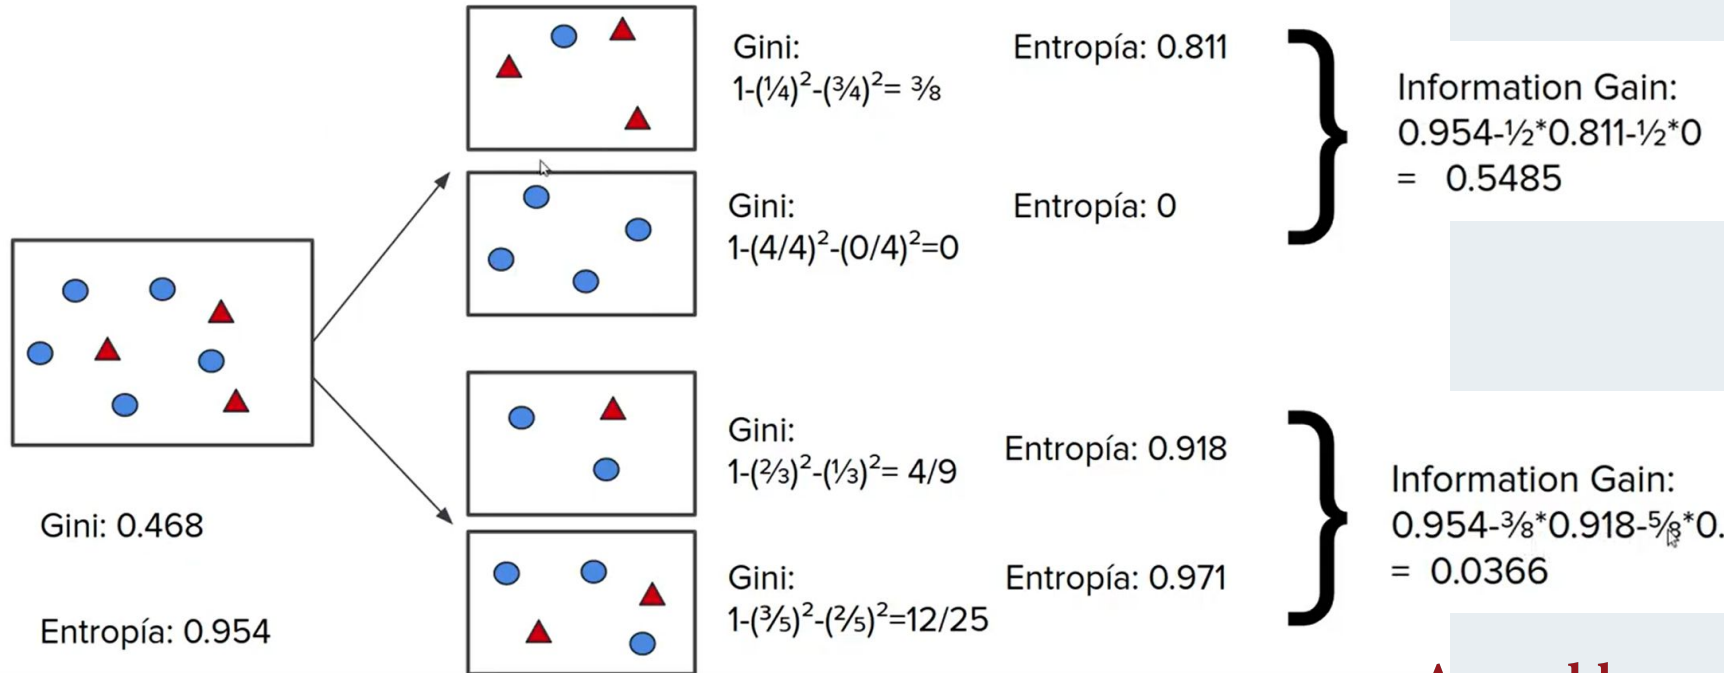 Gini:
1-(¼)²-(¾)²= ⅜
Entropía: 0.811
Information Gain:
0.954-½*0.811-½*0
= 0.5485
Gini:
1-(4/4)²-(0/4)²=0
Entropía: 0
Gini: 0.468
Entropía: 0.954
Gini:
1-(⅔)²-(⅓)²= 4/9
Entropía: 0.918
Gini:
1-(⅗)²-(⅖)²=12/25
Entropía: 0.971
Information Gain:
0.954-⅜*0.918-⅝*0.
= 0.0366